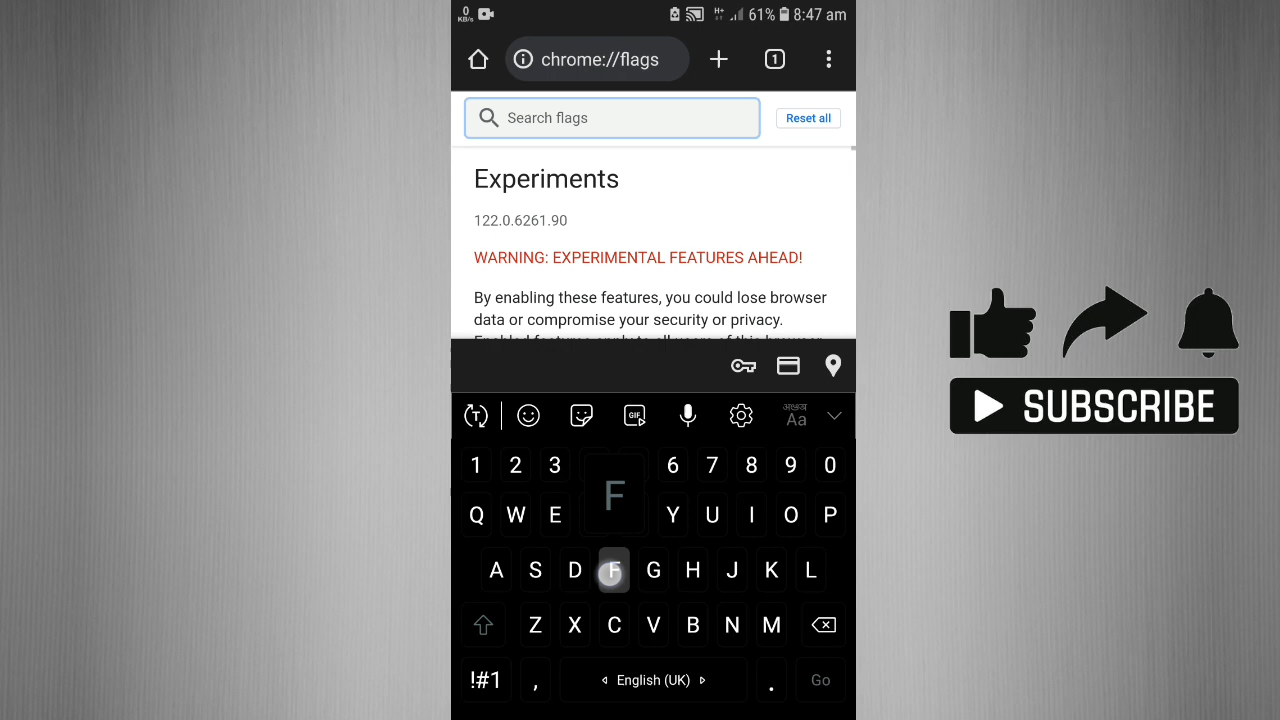 0
KB/s
H+ 61% 8:47 am
chrome://flags
1
Search flags
Reset all
Experiments
122.0.6261.90
WARNING: EXPERIMENTAL FEATURES AHEAD!
By enabling these features, you could lose browser
data or compromise your security or privacy.
SUBSCRIBE
T
GIF
Aa
1 2 3 6 7 8 9 0
F
Q W E Y U I O P
A S D F G H J K L
Z X C V B N M
!#1 , English (UK) . Go